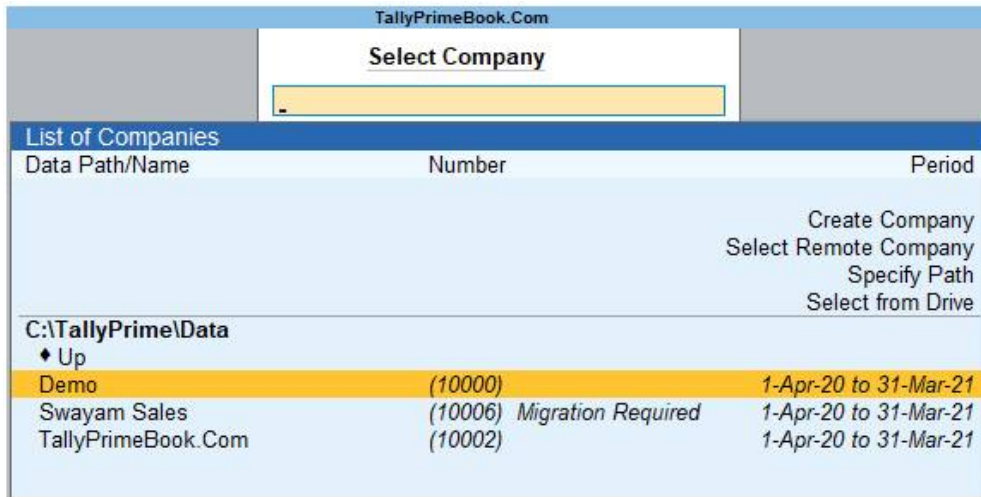 TallyPrimeBook.Com
Select Company
List of Companies
Data Path/Name Number Period
Create Company
Select Remote Company
Specify Path
Select from Drive
C:\TallyPrime\Data
♦ Up
Demo (10000) 1-Apr-20 to 31-Mar-21
Swayam Sales (10006) Migration Required 1-Apr-20 to 31-Mar-21
TallyPrimeBook.Com (10002) 1-Apr-20 to 31-Mar-21